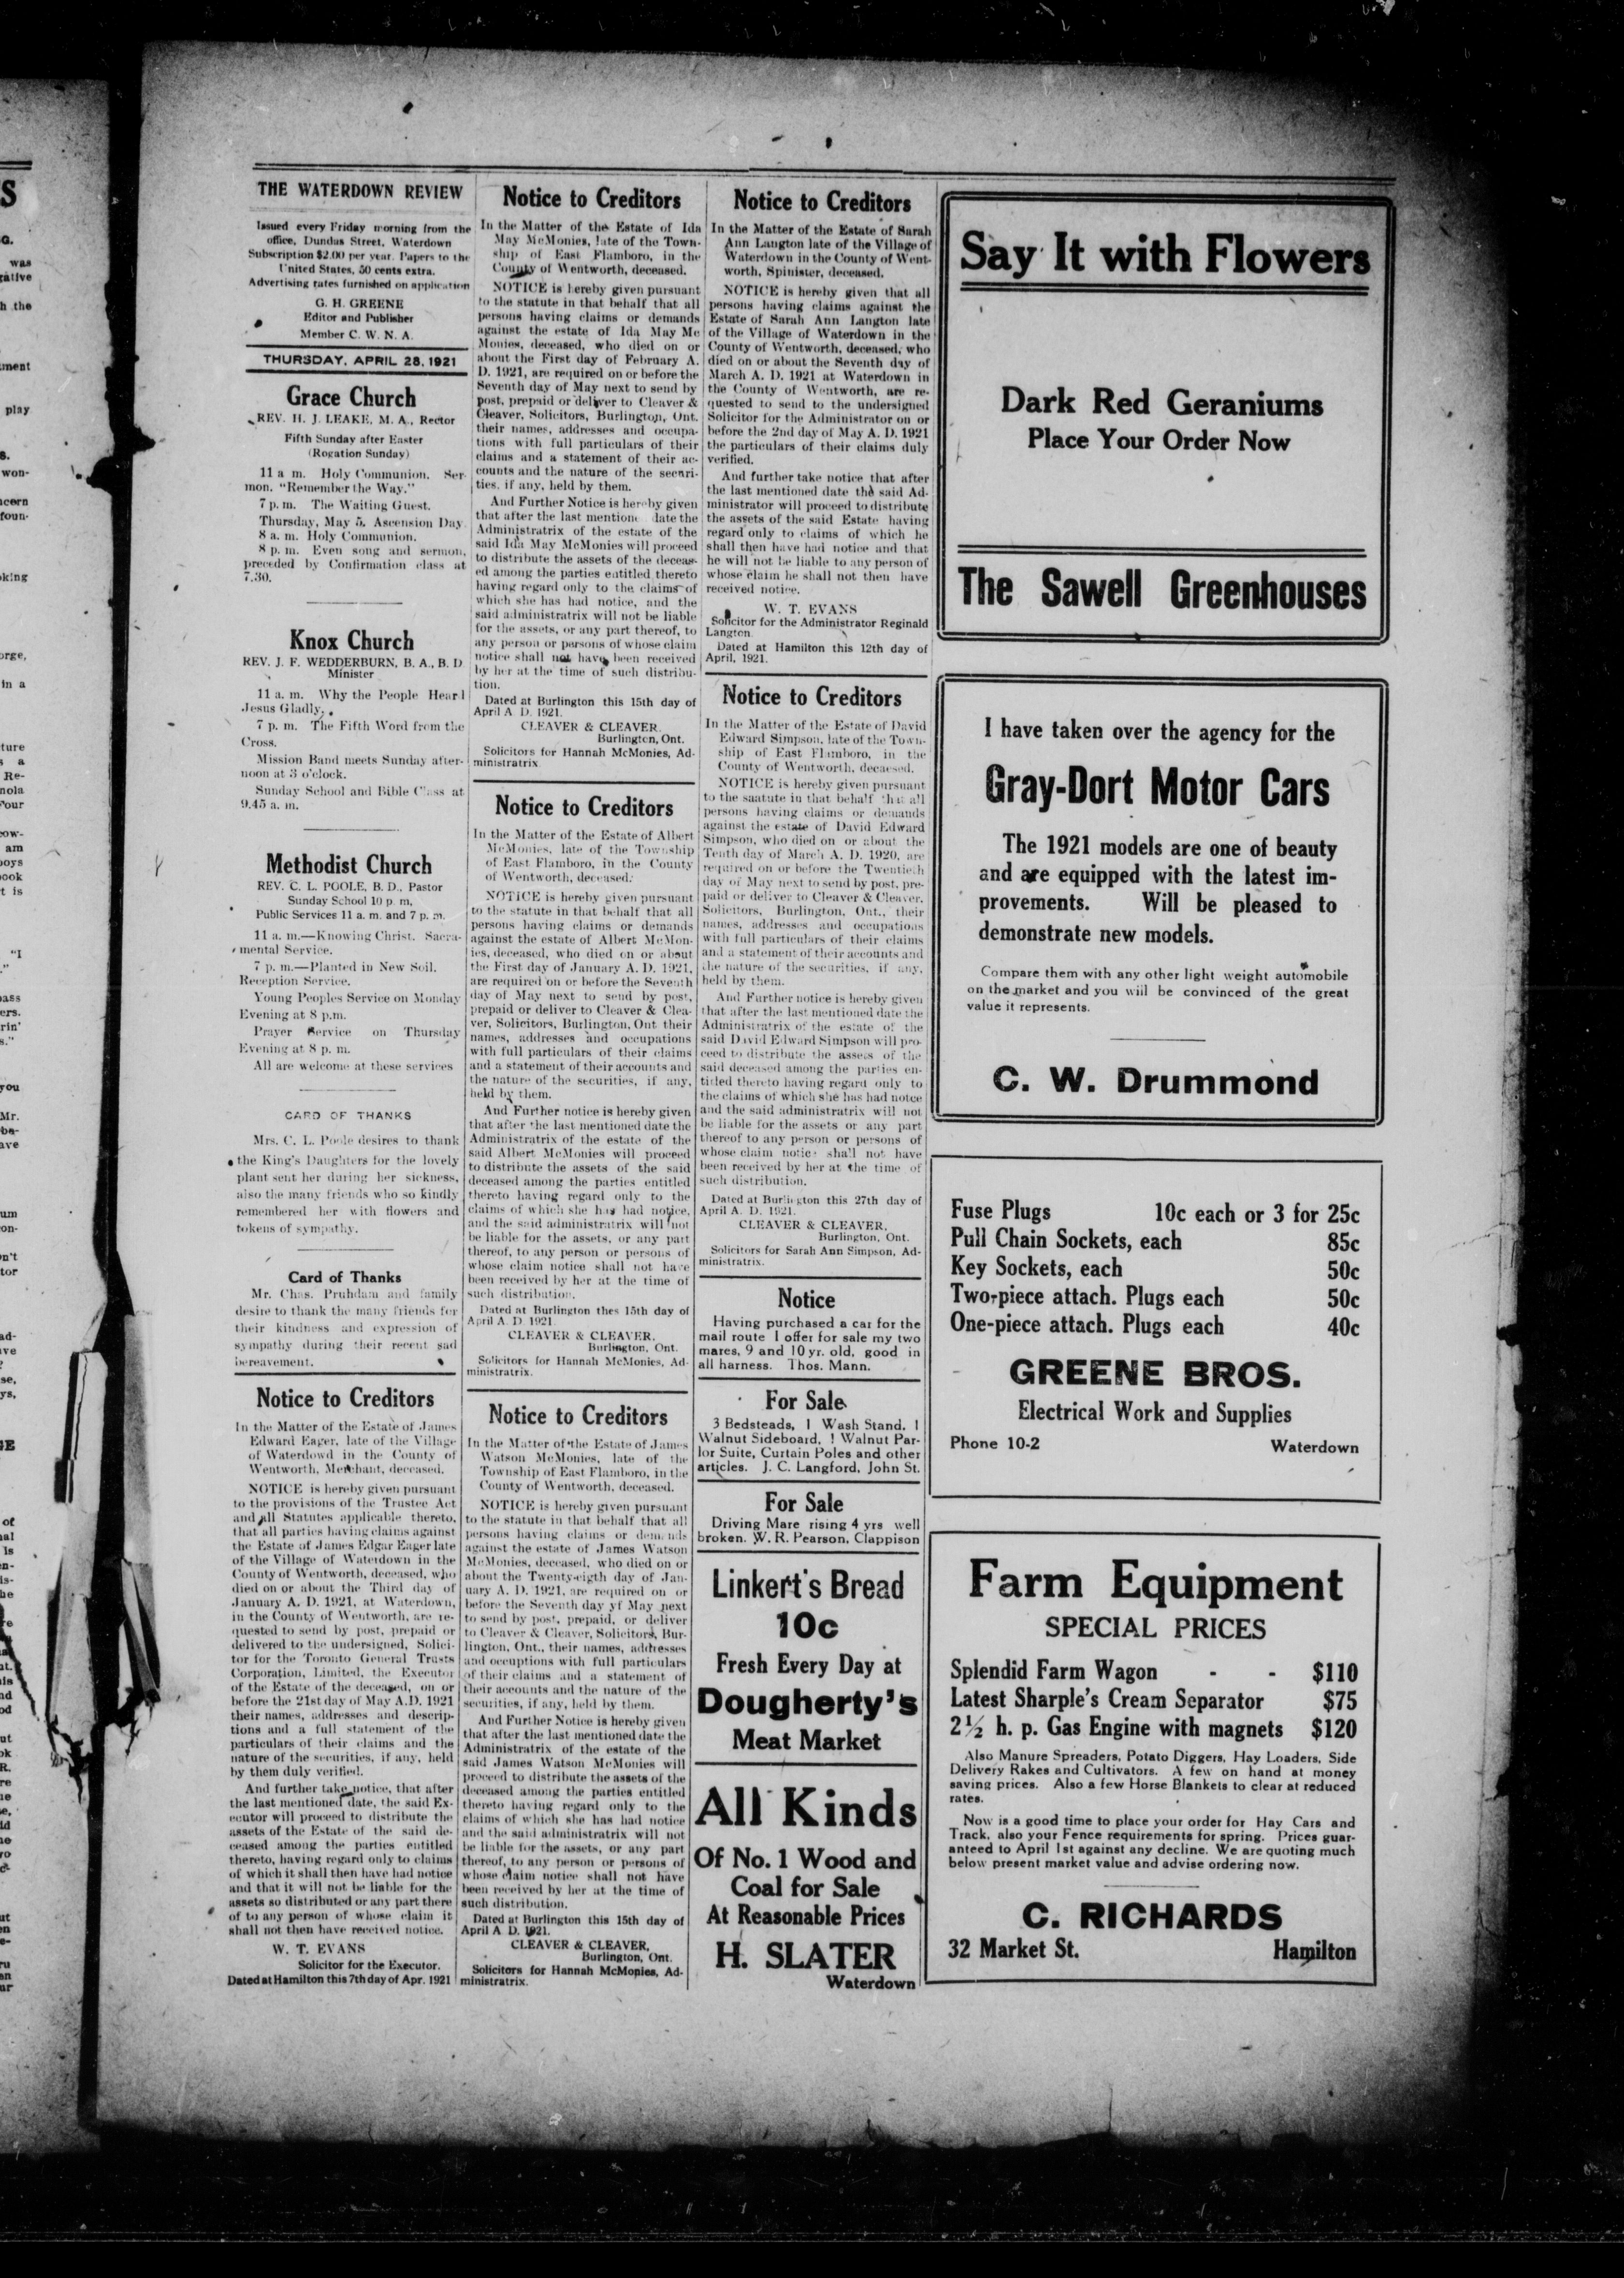 THE WATERDOWN REVIEW
Issued every Friday morning from the
office, Dundas Street, Waterdown
Subscription $2.00 per year. Papers to the
United States, 50 cents extra.
Advertising rates furnished on application
G. H. GREENE
Editor and Publisher
Member C. W. N. A.
THURSDAY, APRIL 28, 1921
Grace Church
REV. H. J. LEAKE, M. A., Rector
Fifth Sunday after Easter
(Rogation Sunday)
11 a m. Holy Communion. Ser-
mon, "Remember the Way."
7 p. m. The Waiting Guest.
Thursday, May 5, Ascension Day
8 a. m. Holy Communion.
8 p. m. Even song and sermon,
preceded by Confirmation class at
7.30.
Knox Church
REV. J. F. WEDDERBURN, B. A., B. D
Minister
11 a. m. Why the People Heard
Jesus Gladly.
7 p. m. The Fifth Word from the
Cross.
Mission Band meets Sunday after-
noon at 3 o'clock.
Sunday School and Bible Class at
9.45 a. m.
Methodist Church
REV. C. L. POOLE, B. D., Pastor
Sunday School 10 p. m.
Public Services 11 a. m. and 7 p. m.
11 a. m.—Knowing Christ. Sacra-
mental Service.
7 p. m.—Planted in New Soil.
Reception Service.
Young Peoples Service on Monday
Evening at 8 p.m.
Prayer Service on Thursday
Evening at 8 p. m.
All are welcome at these services
CARD OF THANKS
Mrs. C. L. Poole desires to thank
the King's Daughters for the lovely
plant sent her during her sickness,
also the many friends who so kindly
remembered her with flowers and
tokens of sympathy.
Card of Thanks
Mr. Chas. Pruhdam and family
desire to thank the many friends for
their kindness and expression of
sympathy during their recent sad
bereavement.
Notice to Creditors
In the Matter of the Estate of James
Edward Eager, late of the Village
of Waterdowd in the County of
Wentworth, Merchant, deceased.
NOTICE is hereby given pursuant
to the provisions of the Trustee Act
and all Statutes applicable thereto,
that all parties having claims against
the Estate of James Edgar Eager late
of the Village of Waterdown in the
County of Wentworth, deceased, who
died on or about the Third day of
January A. D. 1921, at Waterdown,
in the County of Wentworth, are re-
quested to send by post, prepaid or
delivered to the undersigned, Solici-
tor for the Toronto General Trusts
Corporation, Limited, the Executor
of the Estate of the deceased, on or
before the 21st day of May A.D. 1921
their names, addresses and descrip-
tions and a full statement of the
particulars of their claims and the
nature of the securities, if any, held
by them duly verified.
And further take notice, that after
the last mentioned date, the said Ex-
ecutor will proceed to distribute the
assets of the Estate of the said de-
ceased among the parties entitled
thereto, having regard only to claims
of which it shall then have had notice
and that it will not be liable for the
assets so distributed or any part there
of to any person of whose claim it
shall not then have received notice.
W. T. EVANS
Solicitor for the Executor.
Dated at Hamilton this 7th day of Apr. 1921
Notice to Creditors
In the Matter of the Estate of Ida
May McMonies, late of the Town-
ship of East Flamboro, in the
County of Wentworth, deceased.
NOTICE is hereby given pursuant
to the statute in that behalf that all
persons having claims or demands
against the estate of Ida May Mc
Monies, deceased, who died on or
about the First day of February A.
D. 1921, are required on or before the
Seventh day of May next to send by
post, prepaid or deliver to Cleaver &
Cleaver, Solicitors, Burlington, Ont.
their names, addresses and occupa-
tions with full particulars of their
claims and a statement of their ac-
counts and the nature of the securi-
ties, if any, held by them.
And Further Notice is hereby given
that after the last mentione date the
Administratrix of the estate of the
said Ida May McMonies will proceed
to distribute the assets of the deceas-
ed among the parties entitled thereto
having regard only to the claims of
which she has had notice, and the
said administratrix will not be liable
for the assets, or any part thereof, to
any person or persons of whose claim
notice shall not have been received
by her at the time of such distribu-
tion.
Dated at Burlington this 15th day of
April A D. 1921.
CLEAVER & CLEAVER,
Burlington, Ont.
Solicitors for Hannah McMonies, Ad-
ministratrix
Notice to Creditors
In the Matter of the Estate of Albert
McMonies, late of the Township
of East Flamboro, in the County
of Wentworth, deceased.
NOTICE is hereby given pursuant
to the statute in that behalf that all
persons having claims or demands
against the estate of Albert McMon-
ies, deceased, who died on or about
the First day of January A. D. 1921,
are required on or before the Seventh
day of May next to send by post,
prepaid or deliver to Cleaver & Clea-
ver, Solicitors, Burlington, Ont their
names, addresses and occupations
with full particulars of their claims
and a statement of their accounts and
the nature of the securities, if any,
held by them.
And Further notice is hereby given
that after the last mentioned date the
Administratrix of the estate of the
said Albert McMonies will proceed
to distribute the assets of the said
deceased among the parties entitled
thereto having regard only to the
claims of which she has had notice,
and the said administratrix will not
be liable for the assets, or any part
thereof, to any person or persons of
whose claim notice shall not have
been received by her at the time of
such distribution.
Dated at Burlington thes 15th day of
April A. D. 1921
CLEAVER & CLEAVER,
Burlington, Ont.
Solicitors for Hannah McMonies, Ad-
ministratrix.
Notice to Creditors
In the Matter of the Estate of James
Watson McMonies, late of the
Township of East Flamboro, in the
County of Wentworth, deceased.
NOTICE is hereby given pursuant
to the statute in that behalf that all
persons having claims or demands
against the estate of James Watson
McMonies, deceased, who died on or
about the Twenty-eigth day of Jan-
uary A. D. 1921, are required on or
before the Seventh day yf May next
to send by post, prepaid, or deliver
to Cleaver & Cleaver, Solicitors, Bur-
lington, Ont., their names, addresses
and occuptions with full particulars
of their claims and a statement of
their accounts and the nature of the
securities, if any, held by them.
And Further Notice is hereby given
that after the last mentioned date the
Administratrix of the estate of the
said James Watson McMonies will
proceed to distribute the assets of the
deceased among the parties entitled
thereto having regard only to the
claims of which she has had notice
and the said administratrix will not
be liable for the assets, or any part
thereof, to any person or persons of
whose claim notice shall not have
been received by her at the time of
such distribution.
Dated at Burlington this 15th day of
April A D. 1921.
CLEAVER & CLEAVER,
Burlington, Ont.
Solicitors for Hannah McMonies, Ad-
ministratrix.
Notice to Creditors
In the Matter of the Estate of Sarah
Ann Langton late of the Village of
Waterdown in the County of Went-
worth, Spinister, deceased.
NOTICE is hereby given that all
persons having claims against the
Estate of Sarah Ann Langton late
of the Village of Waterdown in the
County of Wentworth, deceased, who
died on or about the Seventh day of
March A. D. 1921 at Waterdown in
the County of Wentworth, are re-
quested to send to the undersigned
Solicitor for the Administrator on or
before the 2nd day of May A. D. 1921
the particulars of their claims duly
verified.
And further take notice that after
the last mentioned date the said Ad-
ministrator will proceed to distribute
the assets of the said Estate having
regard only to claims of which he
shall then have had notice and that
he will not be liable to any person of
whose claim he shall not then have
received notice.
W. T. EVANS
Solicitor for the Administrator Reginald
Langton.
Dated at Hamilton this 12th day of
April, 1921.
Notice to Creditors
In the Matter of the Estate of David
Edward Simpson, late of the Town-
ship of East Flamboro, in the
County of Wentworth, decaesed.
NOTICE is hereby given pursuant
to the saatute in that behalf that all
persons having claims or demands
against the estate of David Edward
Simpson, who died on or about the
Tenth day of March A. D. 1920, are
required on or before the Twentieth
day of May next to send by post, pre-
paid or deliver to Cleaver & Cleaver,
Solicitors, Burlington, Ont., their
names, addresses and occupations
with full particulars of their claims
and a statement of their accounts and
the nature of the securities, if any,
held by them.
And Further notice is hereby given
that after the last mentioned date the
Administratrix of the estate of the
said David Edward Simpson will pro-
ceed to distribute the assets of the
said deceased among the parties en-
titled thereto having regard only to
the claims of which she has had notce
and the said administratrix will not
be liable for the assets or any part
thereof to any person or persons of
whose claim notice shall not have
been received by her at the time of
such distribution.
Dated at Burlington this 27th day of
April A. D. 1921.
CLEAVER & CLEAVER,
Burlington, Ont.
Solicitors for Sarah Ann Simpson, Ad-
ministratrix.
Notice
Having purchased a car for the
mail route I offer for sale my two
mares, 9 and 10 yr. old, good in
all harness. Thos. Mann.
For Sale
3 Bedsteads, 1 Wash Stand, 1
Walnut Sideboard, ! Walnut Par-
lor Suite, Curtain Poles and other
articles. J. C. Langford, John St.
For Sale
Driving Mare rising 4 yrs well
broken. W. R. Pearson, Clappison
Linkert's Bread
10c
Fresh Every Day at
Dougherty's
Meat Market
All Kinds
Of No. 1 Wood and
Coal for Sale
At Reasonable Prices
H. SLATER
Waterdown
Say It with Flowers
Dark Red Geraniums
Place Your Order Now
The Sawell Greenhouses
I have taken over the agency for the
Gray-Dort Motor Cars
The 1921 models are one of beauty
and are equipped with the latest im-
provements. Will be pleased to
demonstrate new models.
Compare them with any other light weight automobile
on the market and you will be convinced of the great
value it represents.
C. W. Drummond
Fuse Plugs 10c each or 3 for 25c
Pull Chain Sockets, each 85c
Key Sockets, each 50c
Two-piece attach. Plugs each 50c
One-piece attach. Plugs each 40c
GREENE BROS.
Electrical Work and Supplies
Phone 10-2 Waterdown
Farm Equipment
SPECIAL PRICES
Splendid Farm Wagon - - $110
Latest Sharple's Cream Separator $75
2½ h. p. Gas Engine with magnets $120
Also Manure Spreaders, Potato Diggers, Hay Loaders, Side
Delivery Rakes and Cultivators. A few on hand at money
saving prices. Also a few Horse Blankets to clear at reduced
rates.
Now is a good time to place your order for Hay Cars and
Track, also your Fence requirements for spring. Prices guar-
anteed to April 1st against any decline. We are quoting much
below present market value and advise ordering now.
C. RICHARDS
32 Market St. Hamilton